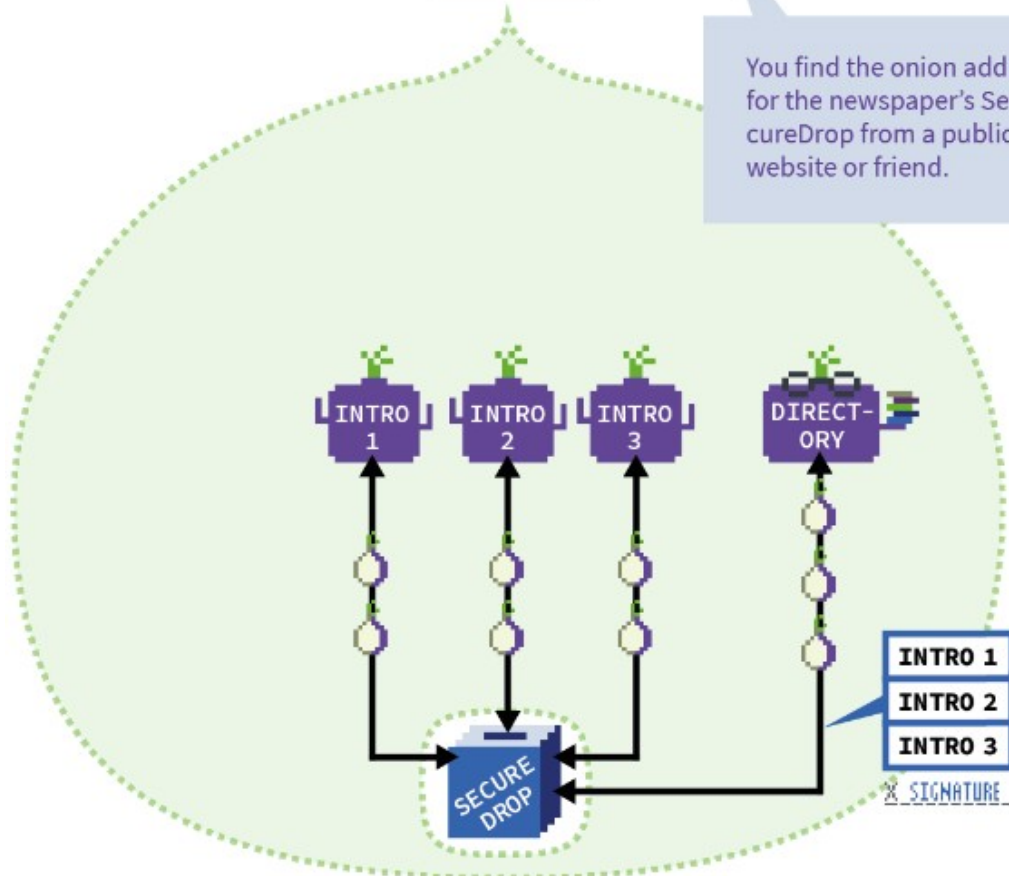 You find the onion add
for the newspaper's Se
cureDrop from a public
website or friend.
INTRO
1
INTRO
2
INTRO
3
DIRECT-
ORY
INTRO 1
INTRO 2
INTRO 3
X SIGNATURE
SECURE
DROP